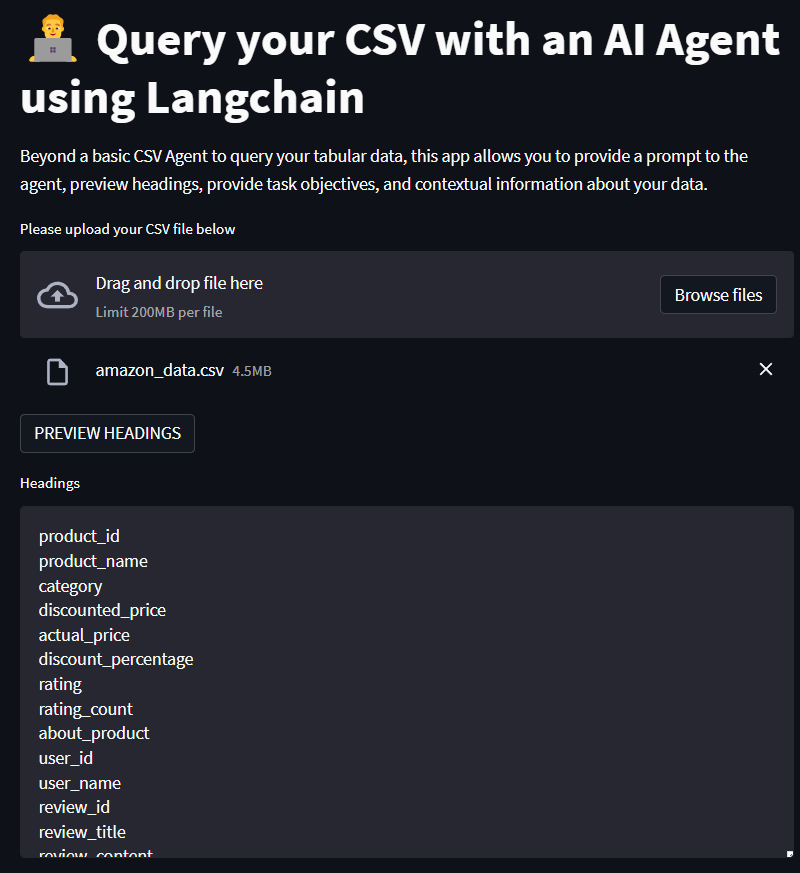 Query your CSV with an AI Agent
using Langchain
Beyond a basic CSV Agent to query your tabular data, this app allows you to provide a prompt to the
agent, preview headings, provide task objectives, and contextual information about your data.
Please upload your CSV file below
Drag and drop file here
Limit 200MB per file
Browse files
amazon_data.csv 4.5MB
PREVIEW HEADINGS
Headings
product_id
product_name
category
discounted_price
actual_price
discount_percentage
rating
rating_count
about_product
user_id
user_name
review_id
review_title
review_content